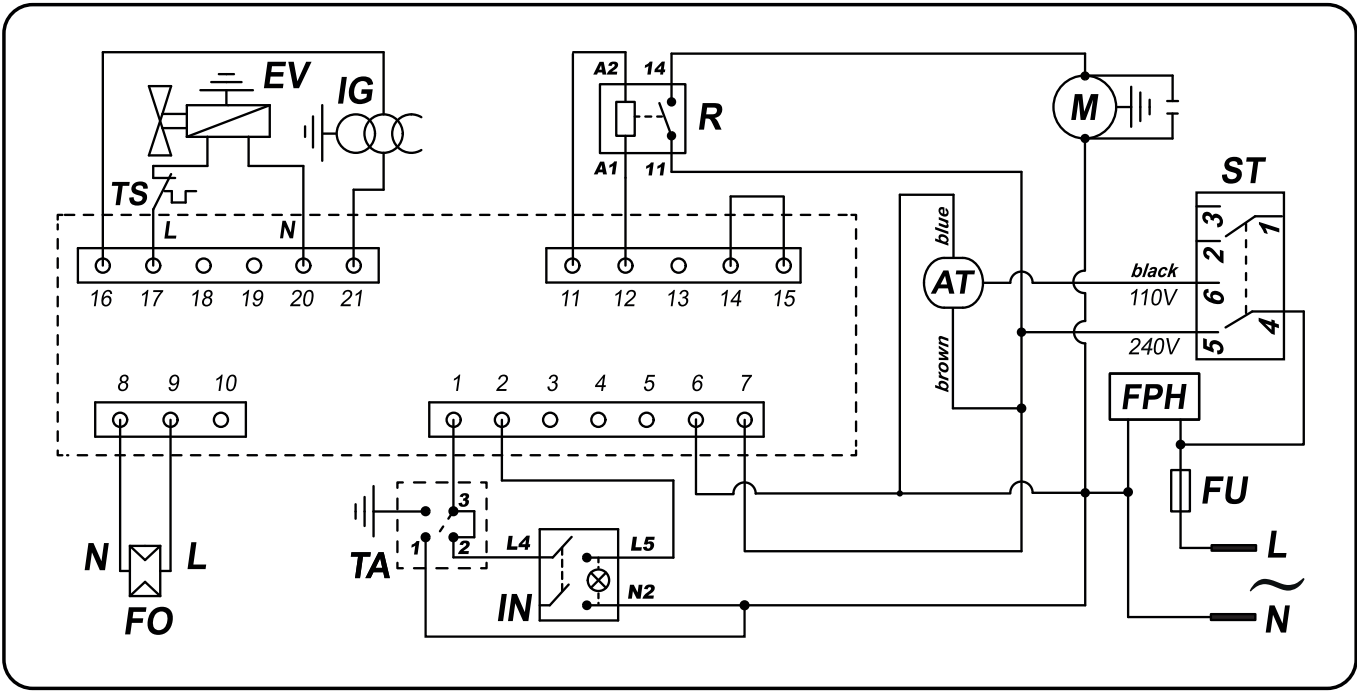 EV
IG
A2
14
R
M
A1
11
ST
TS
L
N
16 17 18 19 20 21
11 12 13 14 15
blue
AT
brown
black
110V
240V
3
2
6
5
1
4
8 9 10
1 2 3 4 5 6 7
FPH
FU
L
N
N
L
FO
3
1
2
TA
L4
L5
IN
N2